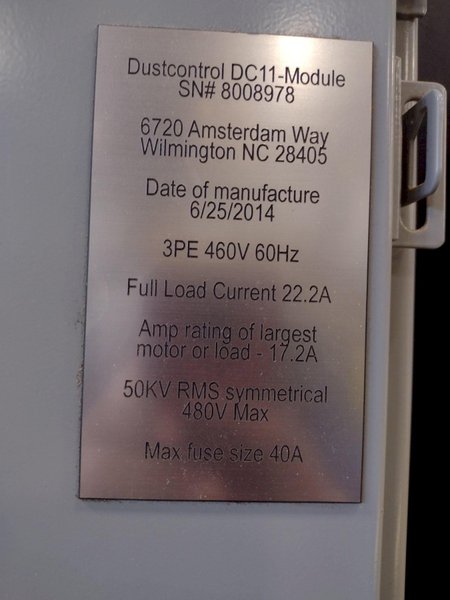 Dustcontrol DC11-Module
SN# 8008978
6720 Amsterdam Way
Wilmington NC 28405
Date of manufacture
6/25/2014
3PE 460V 60Hz
Full Load Current 22.2A
Amp rating of largest
motor or load - 17.2A
50KV RMS symmetrical
480V Max
Max fuse size 40A